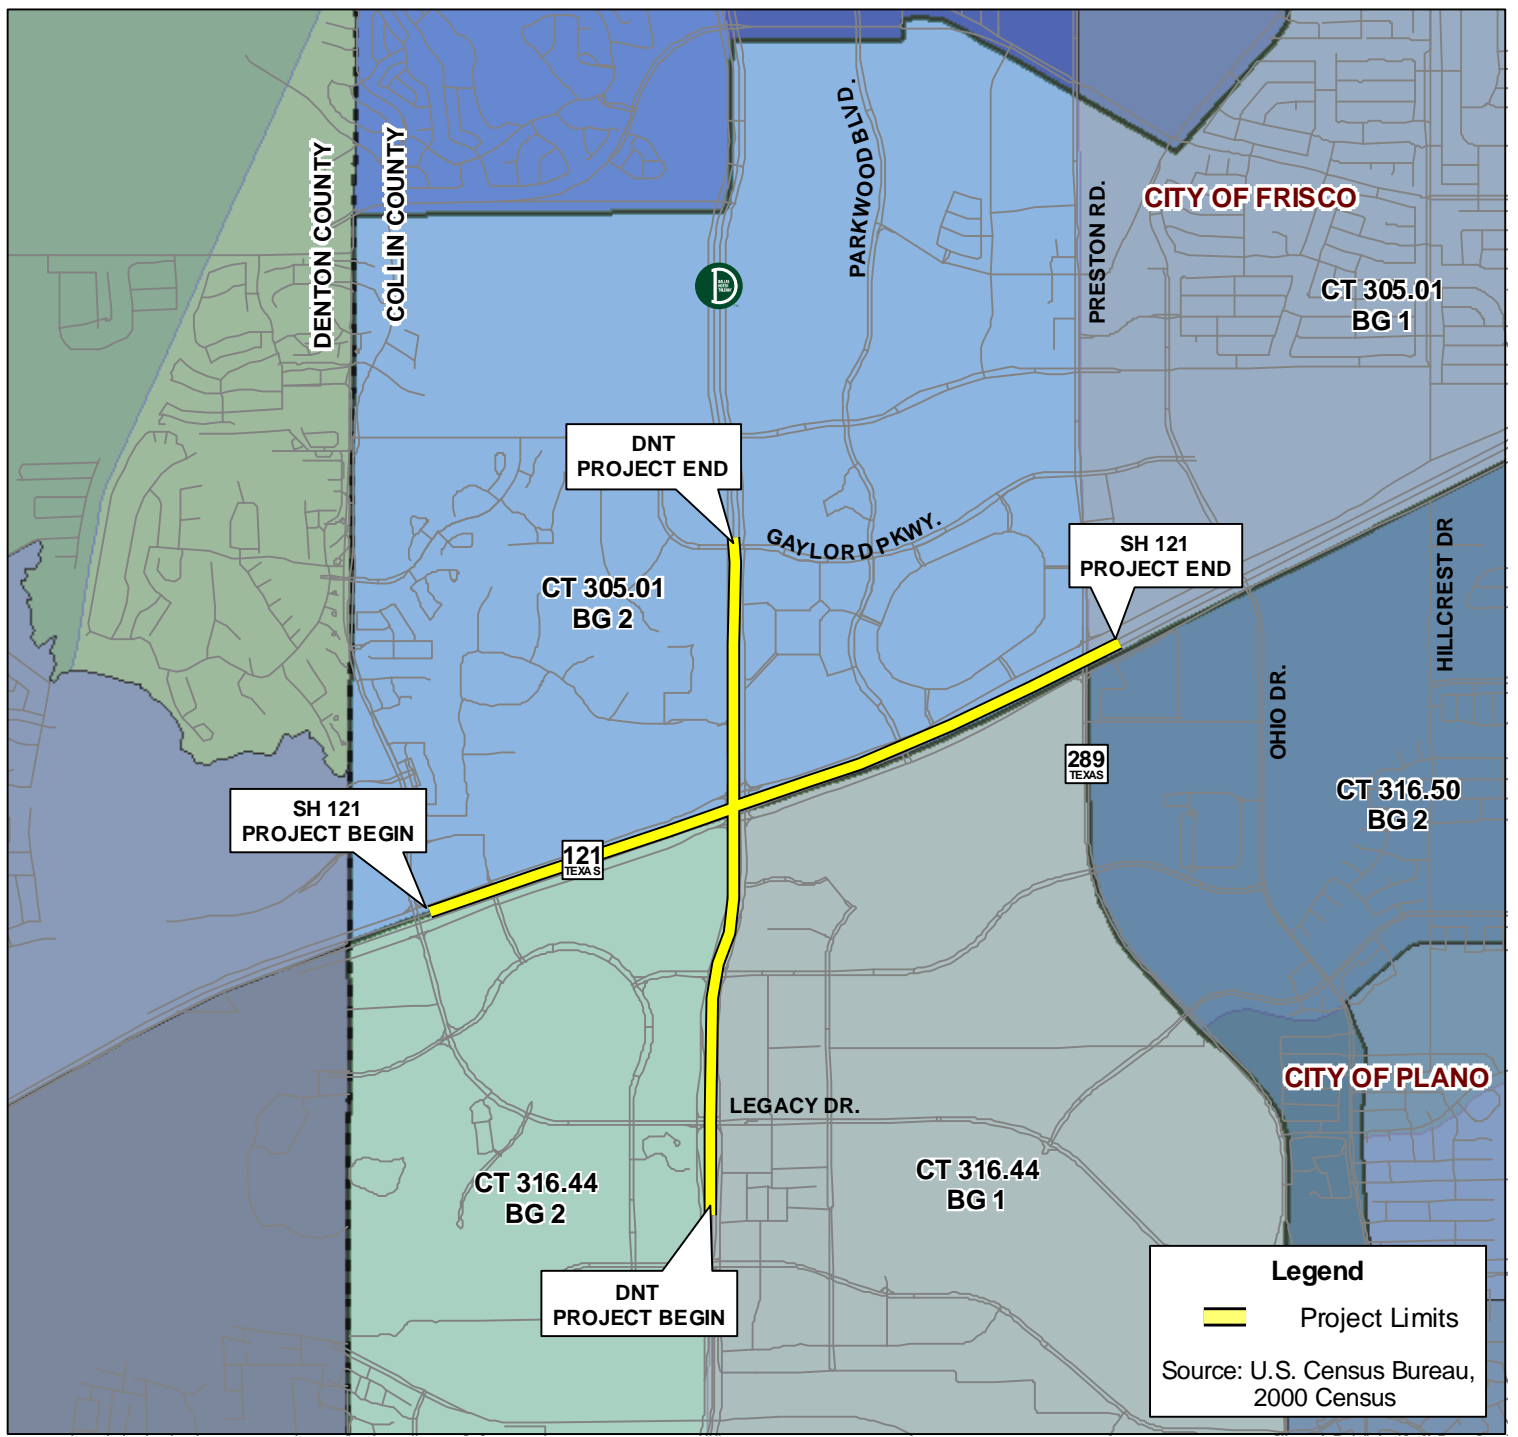 DENTON COUNTY
COLLIN COUNTY
PARKWOOD BLVD.
PRESTON RD.
CITY OF FRISCO
CT 305.01
BG 1
D
DNT
PROJECT END
GAYLORD PKWY.
SH 121
PROJECT END
CT 305.01
BG 2
HILLCREST DR
OHIO DR.
289
TEXAS
CT 316.50
BG 2
SH 121
PROJECT BEGIN
121
TEXAS
CITY OF PLANO
LEGACY DR.
CT 316.44
BG 2
CT 316.44
BG 1
DNT
PROJECT BEGIN
Legend
Project Limits
Source: U.S. Census Bureau,
2000 Census